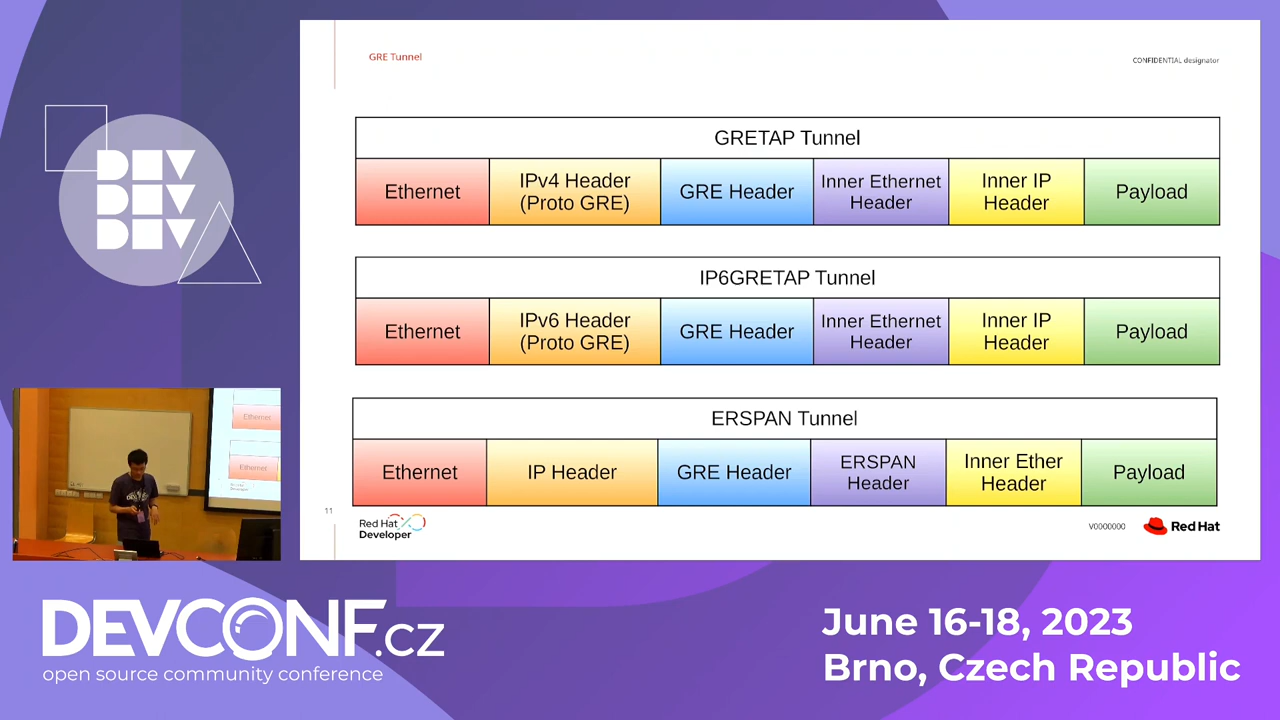 GRE Tunnel
CONFIDENTIAL designator
GRETAP Tunnel
Ethernet
IPv4 Header
(Proto GRE)
GRE Header
Inner Ethernet
Header
Inner IP
Header
Payload
IP6GRETAP Tunnel
Ethernet
IPv6 Header
(Proto GRE)
GRE Header
Inner Ethernet
Header
Inner IP
Header
Payload
ERSPAN Tunnel
Ethernet
IP Header
GRE Header
ERSPAN
Header
Inner Ether
Header
Payload
11
Red Hat
Developer
V0000000
Red Hat
DEV
DEV
DEV
Ethernet
Ethernet
DEVCONF.cz
open source community conference
June 16-18, 2023
Brno, Czech Republic